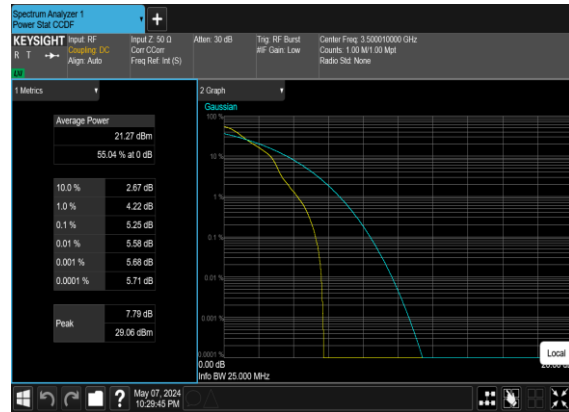 Spectrum Analyzer 1
Power Stat CCDF
KEYSIGHT
R T
LW
Input: RF
Coupling: DC
Align: Auto
Input Z: 50 Ω
Corr CCorr
Freq Ref: Int (S)
Atten: 30 dB
Trig: RF Burst
#IF Gain: Low
Center Freq: 3.500010000 GHz
Counts: 1.00 M/1.00 Mpt
Radio Std: None
1 Metrics
Average Power
21.27 dBm
55.04 % at 0 dB
10.0 % 2.67 dB
1.0 % 4.22 dB
0.1 % 5.25 dB
0.01 % 5.58 dB
0.001 % 5.68 dB
0.0001 % 5.71 dB
Peak
7.79 dB
29.06 dBm
2 Graph
Gaussian
100 %
10 %
1 %
0.1 %
0.01 %
0.001 %
0.0001 %
0.00 dB
Info BW 25.000 MHz
Local
?
May 07, 2024
10:29:45 PM